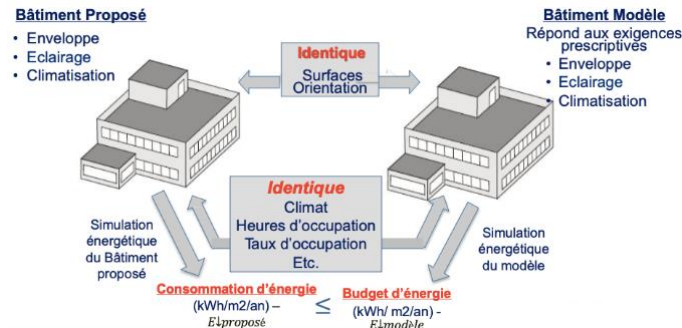 Bâtiment Proposé
• Enveloppe
• Eclairage
• Climatisation
Bâtiment Modèle
Répond aux exigences
prescriptives
• Enveloppe
• Eclairage
• Climatisation
Identique
Surfaces
Orientation
Identique
Climat
Heures d'occupation
Taux d'occupation
Etc.
Simulation
énergétique
du Bâtiment
proposé
Simulation
énergétique
du modèle
Consommation d'énergie
(kWh/m2/an) –
E↓proposé
≤
Budget d'énergie
(kWh/ m2/an) -
E↓modèle